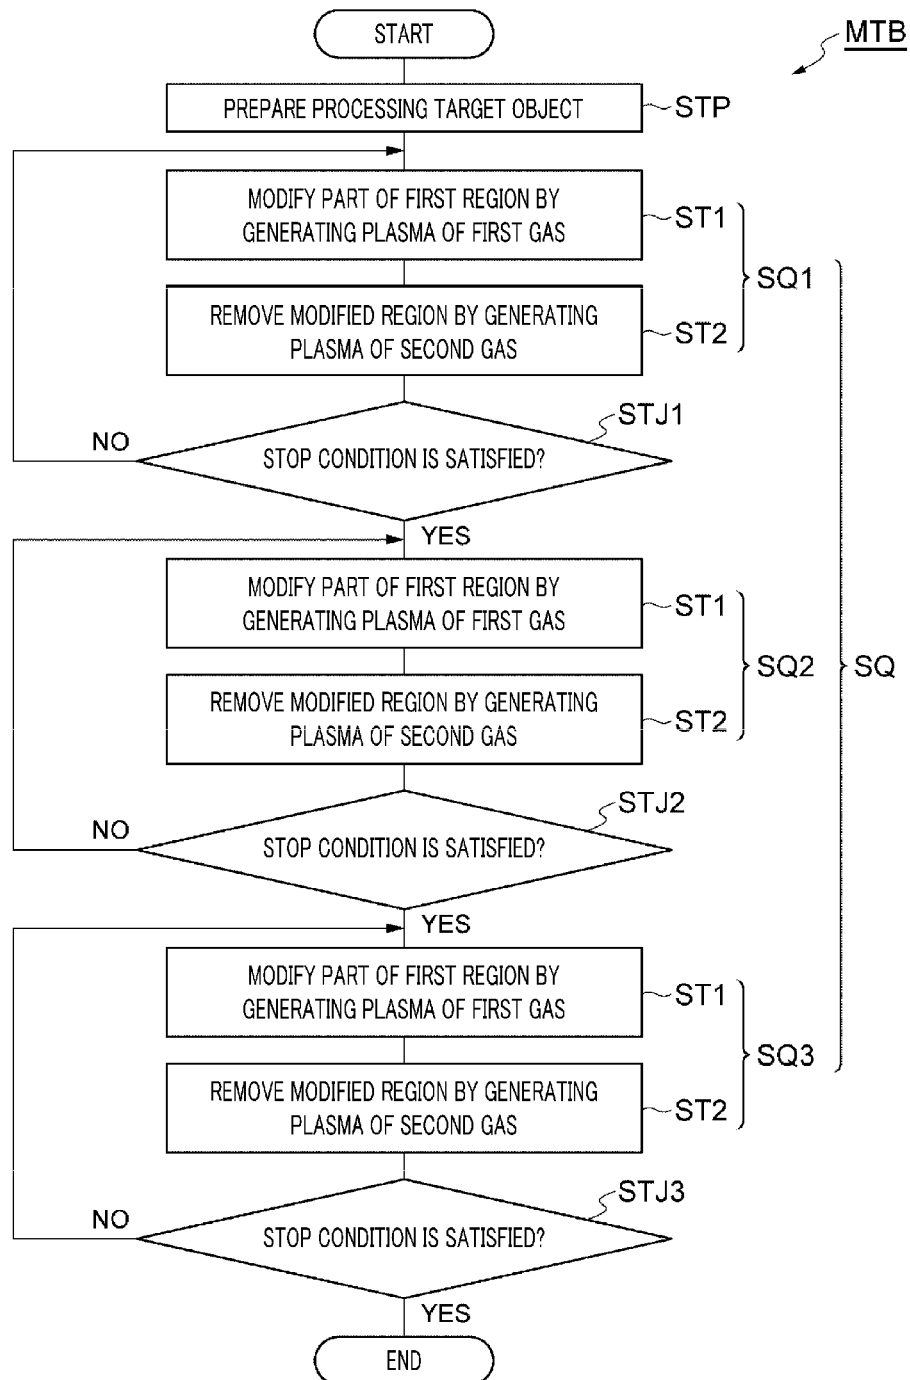 START
MTB
PREPARE PROCESSING TARGET OBJECT
STP
MODIFY PART OF FIRST REGION BY
GENERATING PLASMA OF FIRST GAS
ST1
SQ1
REMOVE MODIFIED REGION BY GENERATING
PLASMA OF SECOND GAS
ST2
STJ1
NO
STOP CONDITION IS SATISFIED?
YES
MODIFY PART OF FIRST REGION BY
GENERATING PLASMA OF FIRST GAS
ST1
SQ2
SQ
REMOVE MODIFIED REGION BY GENERATING
PLASMA OF SECOND GAS
ST2
STJ2
NO
STOP CONDITION IS SATISFIED?
YES
MODIFY PART OF FIRST REGION BY
GENERATING PLASMA OF FIRST GAS
ST1
SQ3
REMOVE MODIFIED REGION BY GENERATING
PLASMA OF SECOND GAS
ST2
STJ3
NO
STOP CONDITION IS SATISFIED?
YES
END